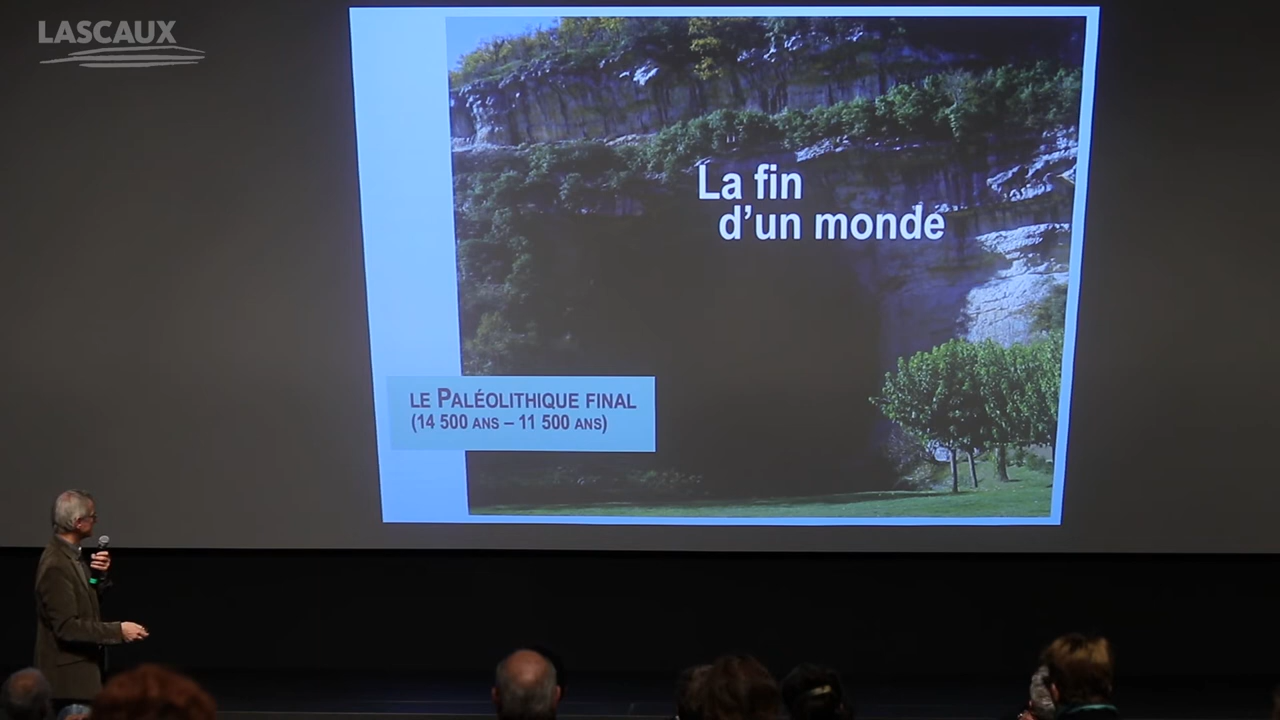 LASCAUX
La fin
d'un monde
LE PALÉOLITHIQUE FINAL
(14 500 ANS – 11 500 ANS)